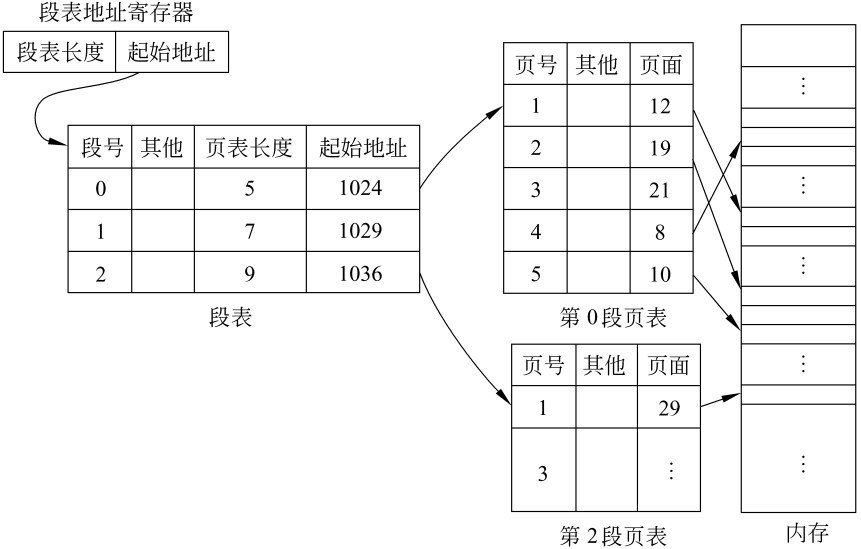 段表地址寄存器
段表长度 起始地址
段号 其他 页表长度 起始地址
0 5 1024
1 7 1029
2 9 1036
段表
页号 其他 页面
1 12
2 19
3 21
4 8
5 10
第0段页表
页号 其他 页面
1 29
3 ⋮
第2段页表
⋮
⋮
⋮
⋮
⋮
内存